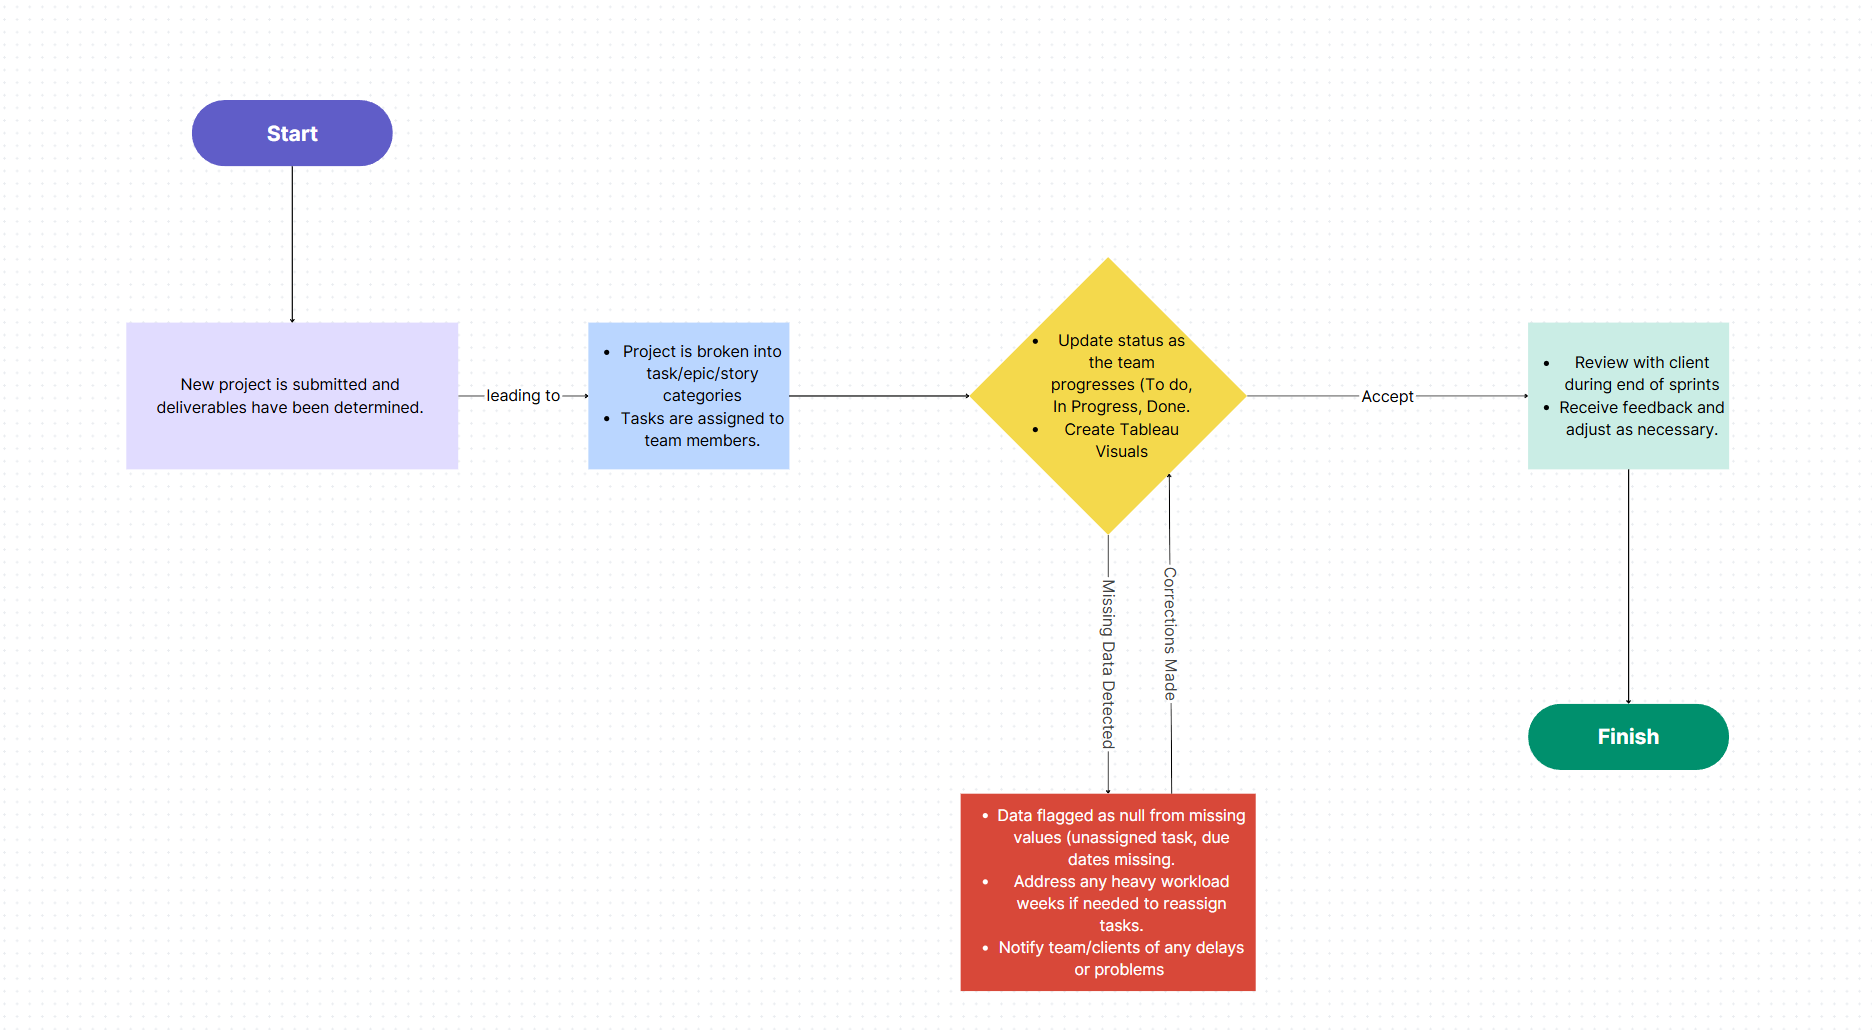 Start
New project is submitted and
deliverables have been determined.
leading to
• Project is broken into
task/epic/story
categories
• Tasks are assigned to
team members.
• Update status as
the team
progresses (To do,
In Progress, Done.
• Create Tableau
Visuals
Accept
• Review with client
during end of sprints
• Receive feedback and
adjust as necessary.
Missing Data Detected
Corrections Made
• Data flagged as null from missing
values (unassigned task, due
dates missing.
• Address any heavy workload
weeks if needed to reassign
tasks.
• Notify team/clients of any delays
or problems
Finish